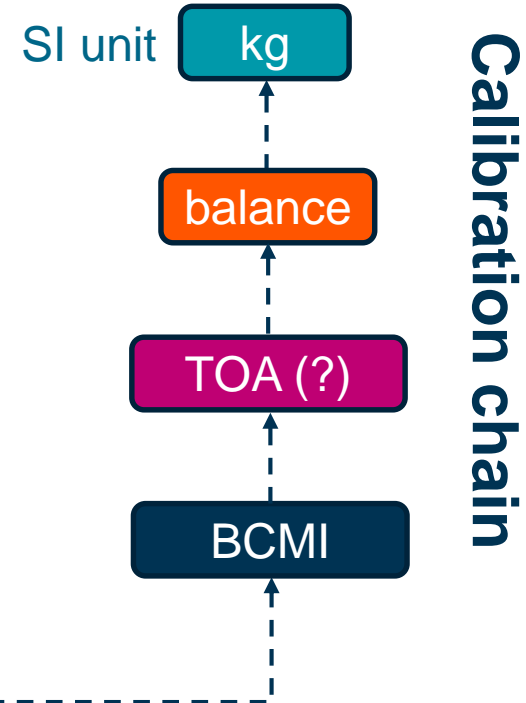 SI unit
kg
balance
TOA (?)
BCMI
Calibration chain